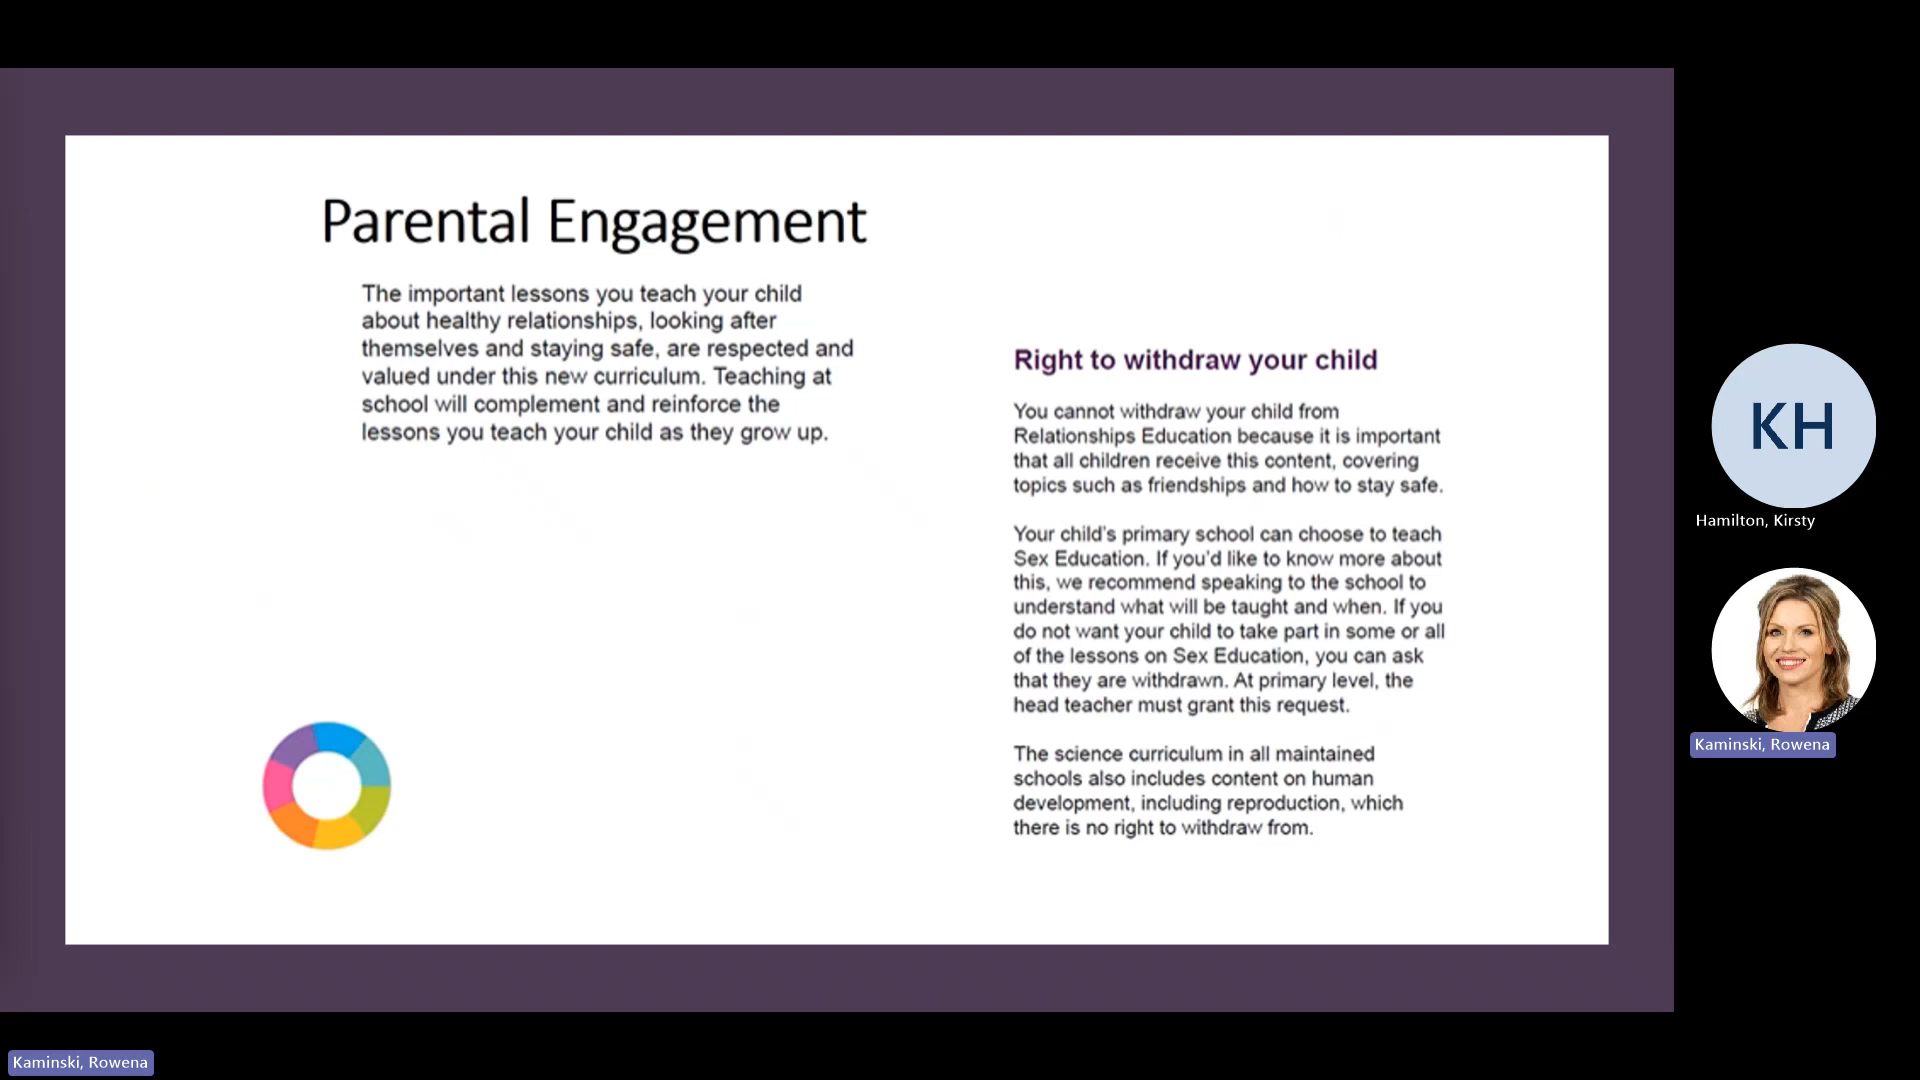 Parental Engagement
The important lessons you teach your child
about healthy relationships, looking after
themselves and staying safe, are respected and
valued under this new curriculum. Teaching at
school will complement and reinforce the
lessons you teach your child as they grow up.
Right to withdraw your child
You cannot withdraw your child from
Relationships Education because it is important
that all children receive this content, covering
topics such as friendships and how to stay safe.
Your child's primary school can choose to teach
Sex Education. If you'd like to know more about
this, we recommend speaking to the school to
understand what will be taught and when. If you
do not want your child to take part in some or all
of the lessons on Sex Education, you can ask
that they are withdrawn. At primary level, the
head teacher must grant this request.
The science curriculum in all maintained
schools also includes content on human
development, including reproduction, which
there is no right to withdraw from.
KH
Hamilton, Kirsty
Kaminski, Rowena
Kaminski, Rowena